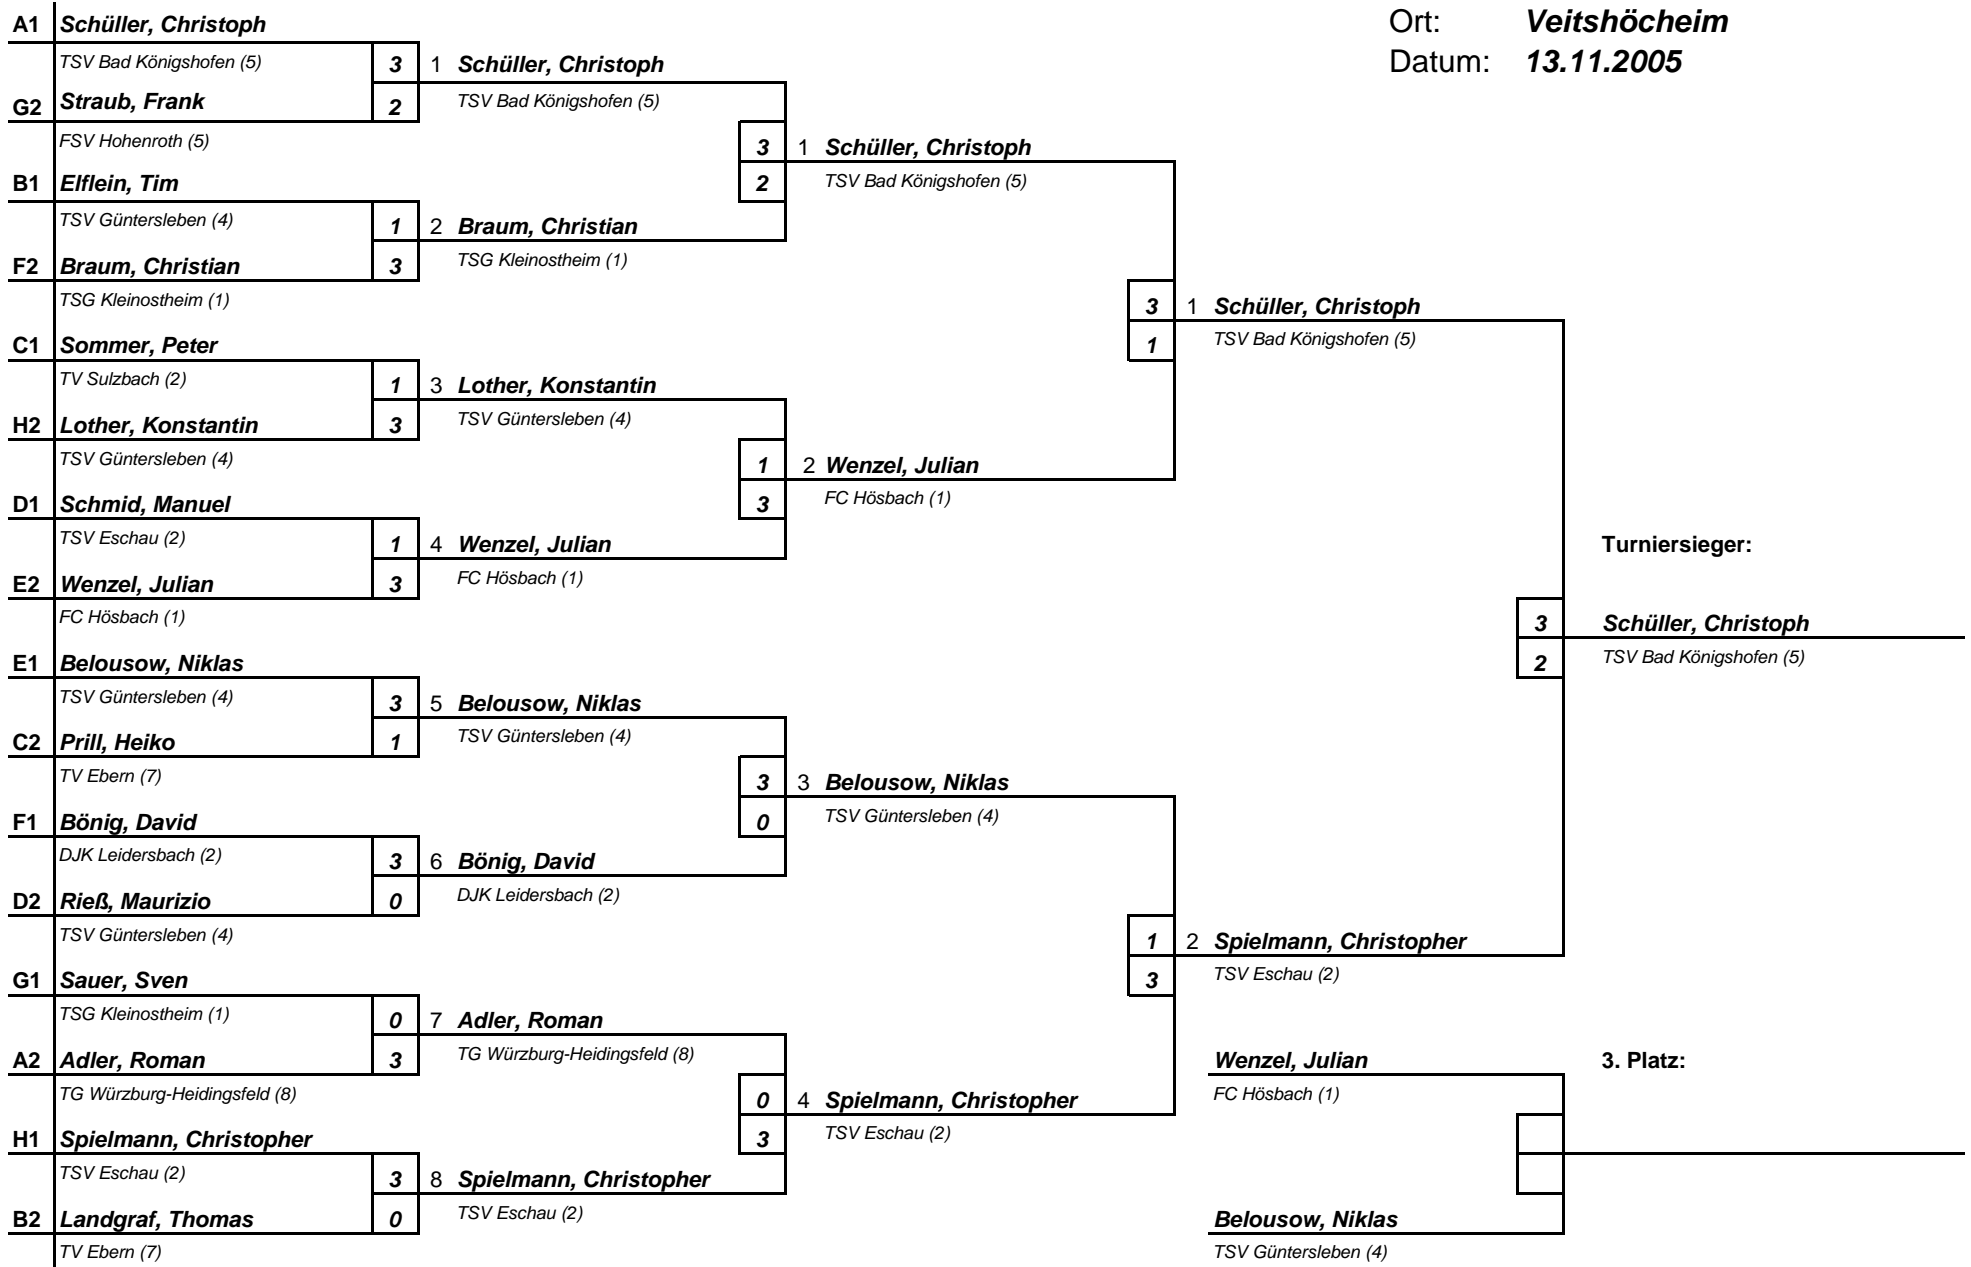 Ort: Veitshöcheim
Datum: 13.11.2005
A1 Schüller, Christoph
TSV Bad Königshofen (5) 3
G2 Straub, Frank 2
FSV Hohenroth (5)
B1 Elflein, Tim
TSV Güntersleben (4) 1
F2 Braum, Christian 3
TSG Kleinostheim (1)
C1 Sommer, Peter
TV Sulzbach (2) 1
H2 Lother, Konstantin 3
TSV Güntersleben (4)
D1 Schmid, Manuel
TSV Eschau (2) 1
E2 Wenzel, Julian 3
FC Hösbach (1)
E1 Belousow, Niklas
TSV Güntersleben (4) 3
C2 Prill, Heiko 1
TV Ebern (7)
F1 Bönig, David
DJK Leidersbach (2) 3
D2 Rieß, Maurizio 0
TSV Güntersleben (4)
G1 Sauer, Sven
TSG Kleinostheim (1) 0
A2 Adler, Roman 3
TG Würzburg-Heidingsfeld (8)
H1 Spielmann, Christopher
TSV Eschau (2) 3
B2 Landgraf, Thomas 0
TV Ebern (7)
1 Schüller, Christoph
TSV Bad Königshofen (5)
3
2
2 Braum, Christian
TSG Kleinostheim (1)
3 Lother, Konstantin
TSV Güntersleben (4)
1
3
4 Wenzel, Julian
FC Hösbach (1)
5 Belousow, Niklas
TSV Güntersleben (4)
3
0
6 Bönig, David
DJK Leidersbach (2)
7 Adler, Roman
TG Würzburg-Heidingsfeld (8)
0
3
8 Spielmann, Christopher
TSV Eschau (2)
1 Schüller, Christoph
TSV Bad Königshofen (5)
3
1
2 Wenzel, Julian
FC Hösbach (1)
3 Belousow, Niklas
TSV Güntersleben (4)
1
3
4 Spielmann, Christopher
TSV Eschau (2)
1 Schüller, Christoph
TSV Bad Königshofen (5)
3
2
2 Spielmann, Christopher
TSV Eschau (2)
Turniersieger:
Schüller, Christoph
TSV Bad Königshofen (5)
Wenzel, Julian
FC Hösbach (1)
3. Platz:
Belousow, Niklas
TSV Güntersleben (4)